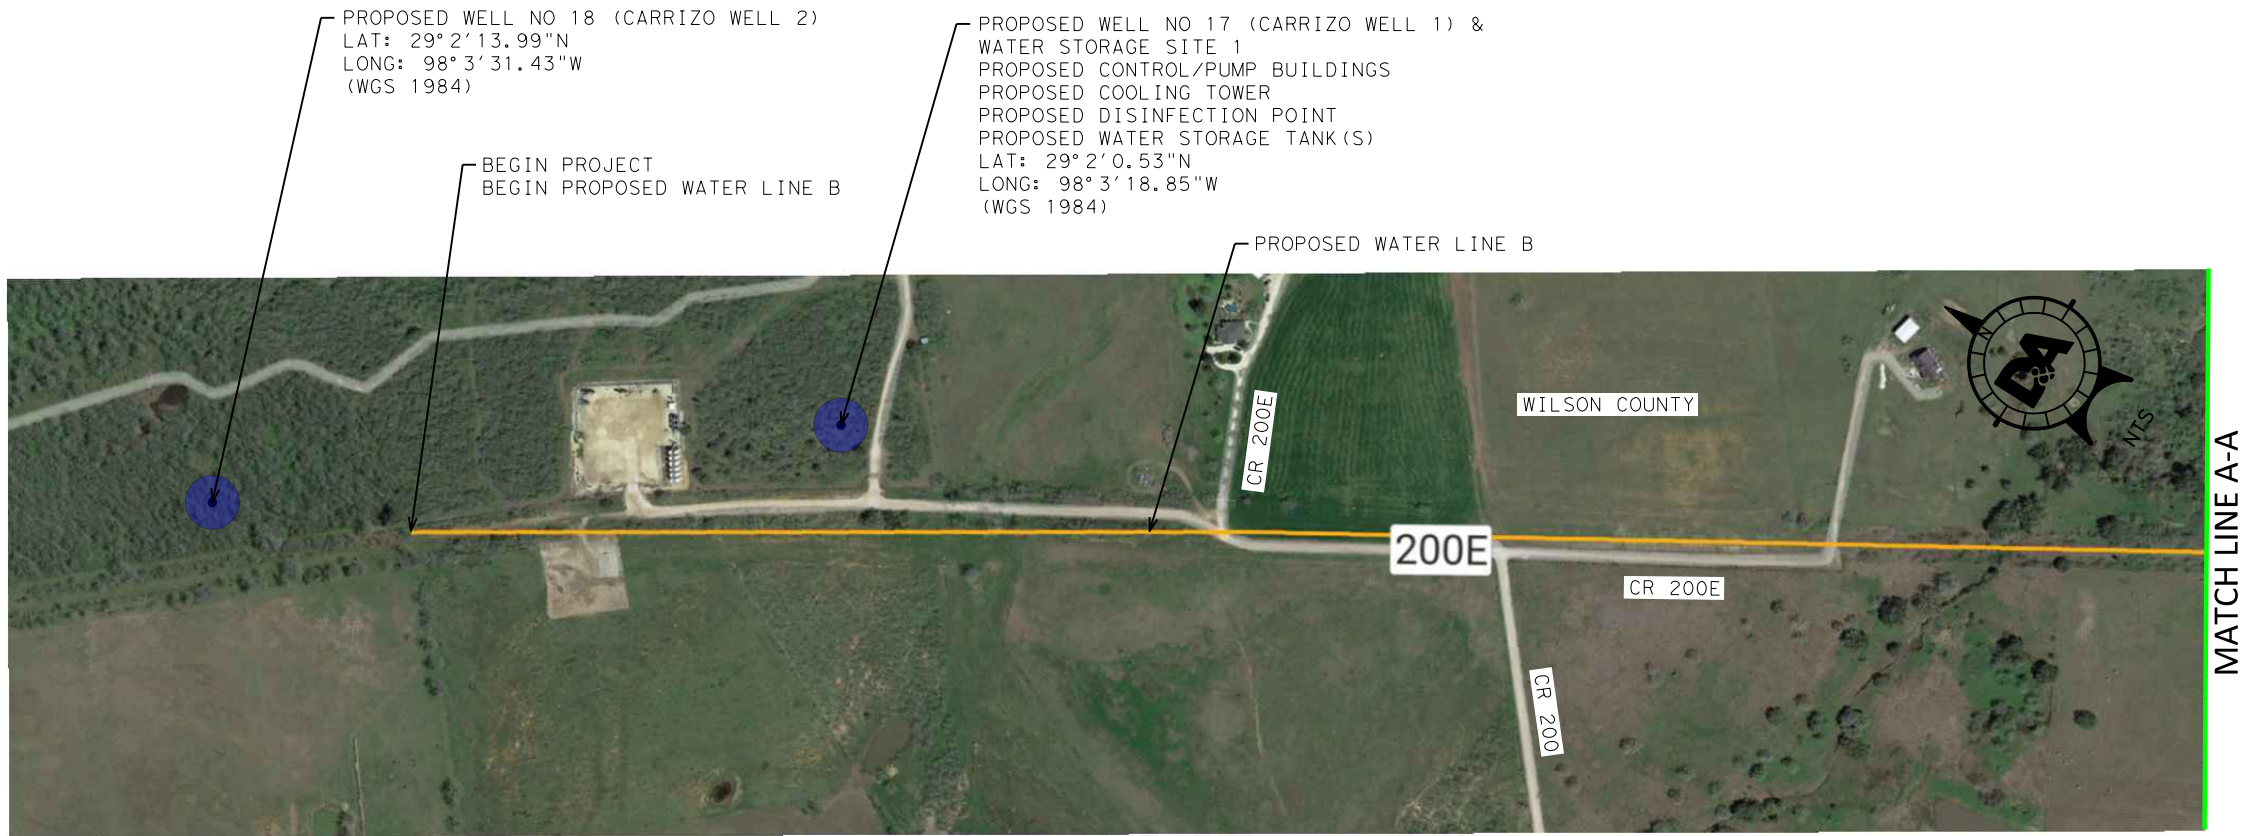 PROPOSED WELL NO 18 (CARRIZO WELL 2)
LAT: 29°2'13.99"N
LONG: 98°3'31.43"W
(WGS 1984)
PROPOSED WELL NO 17 (CARRIZO WELL 1) &
WATER STORAGE SITE 1
PROPOSED CONTROL/PUMP BUILDINGS
PROPOSED COOLING TOWER
PROPOSED DISINFECTION POINT
PROPOSED WATER STORAGE TANK(S)
LAT: 29°2'0.53"N
LONG: 98°3'18.85"W
(WGS 1984)
BEGIN PROJECT
BEGIN PROPOSED WATER LINE B
PROPOSED WATER LINE B
CR 200E
WILSON COUNTY
N
D&A
NTS
200E
CR 200E
CR 200
MATCH LINE A-A